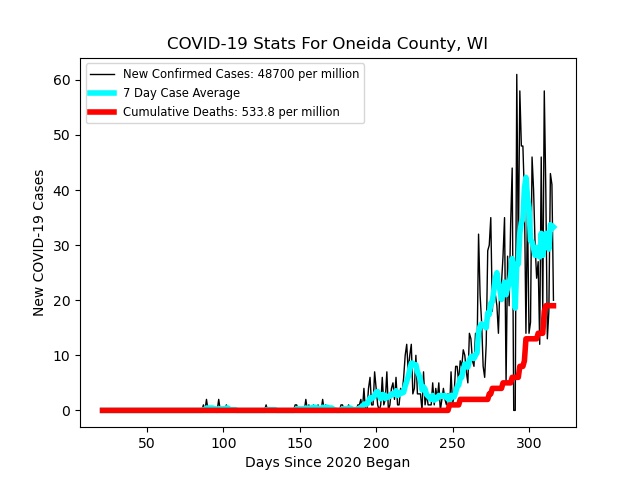 COVID-19 Stats For Oneida County, WI
New Confirmed Cases: 48700 per million
7 Day Case Average
Cumulative Deaths: 533.8 per million
New COVID-19 Cases
60
50
40
30
20
10
0
50 100 150 200 250 300
Days Since 2020 Began